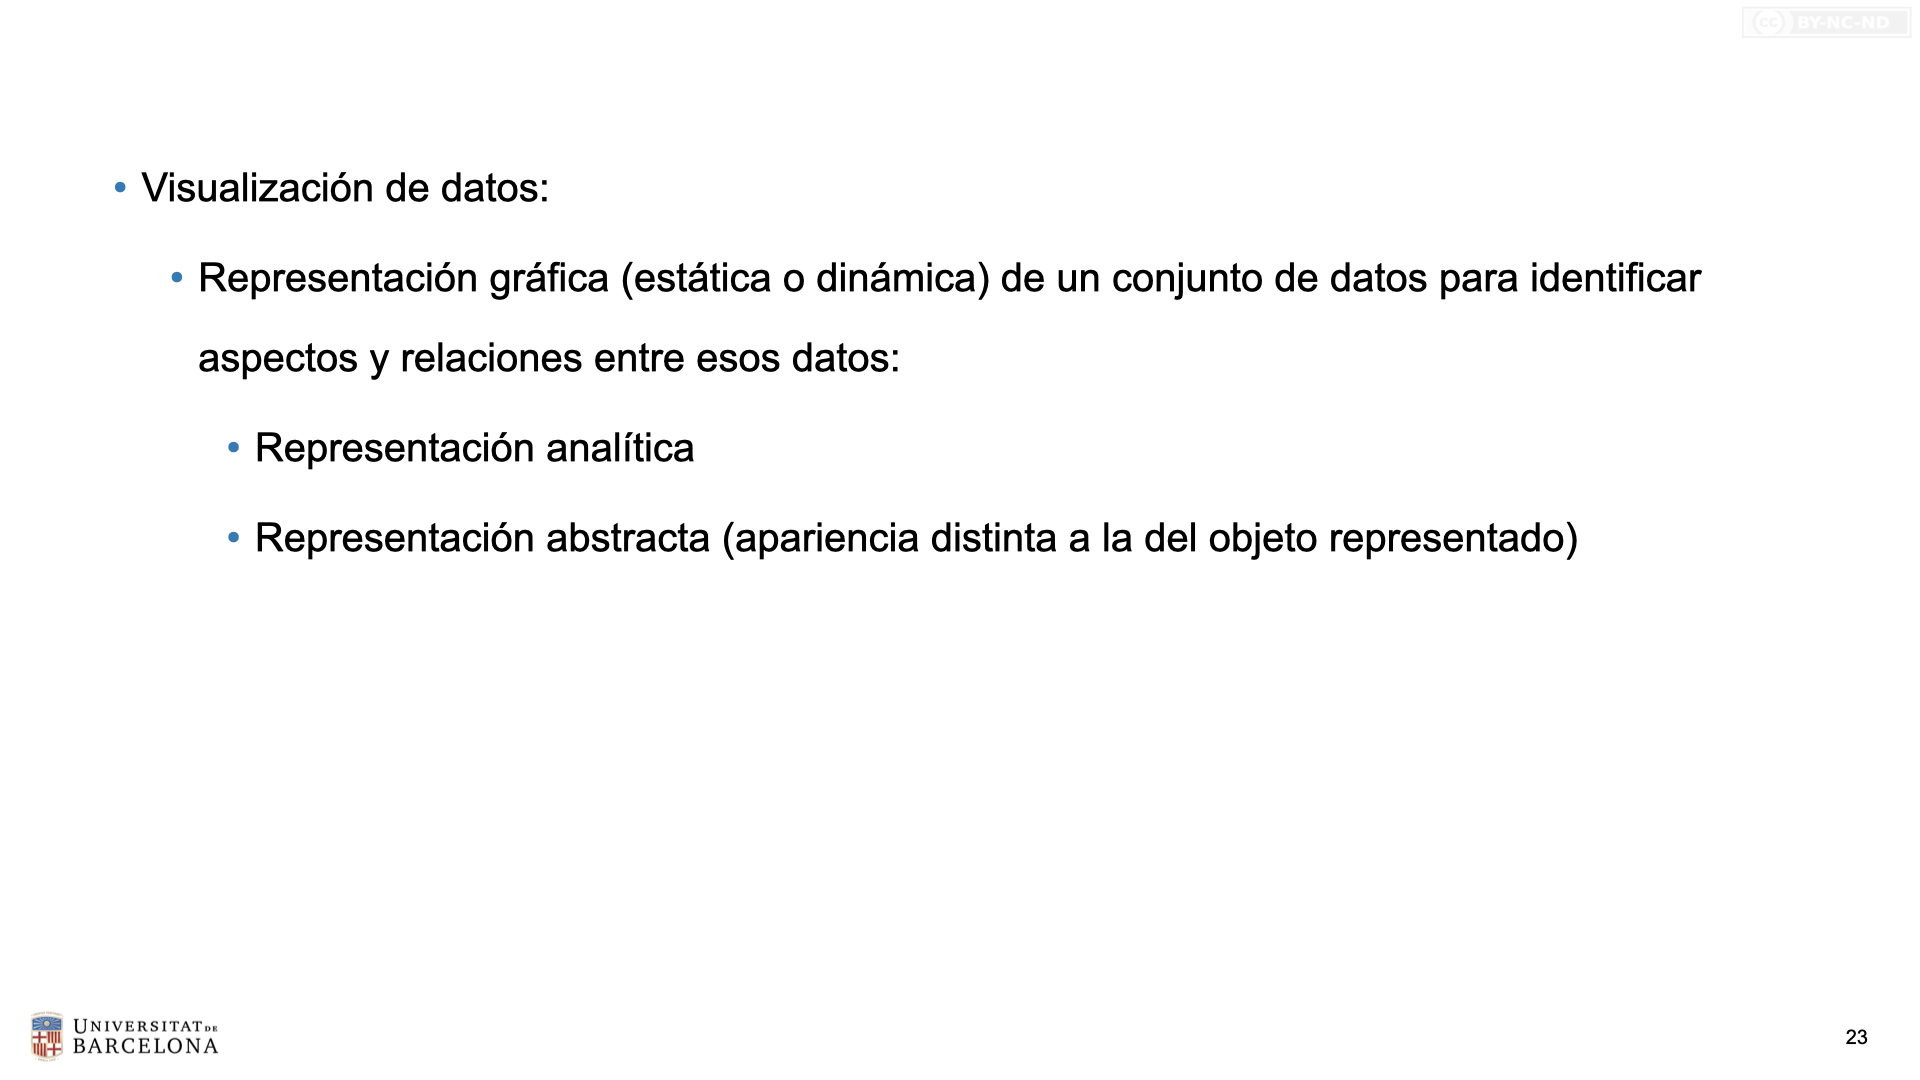 cc BY-NC-ND
• Visualización de datos:
• Representación gráfica (estática o dinámica) de un conjunto de datos para identificar
aspectos y relaciones entre esos datos:
• Representación analítica
• Representación abstracta (apariencia distinta a la del objeto representado)
UNIVERSITAT DE
BARCELONA
23